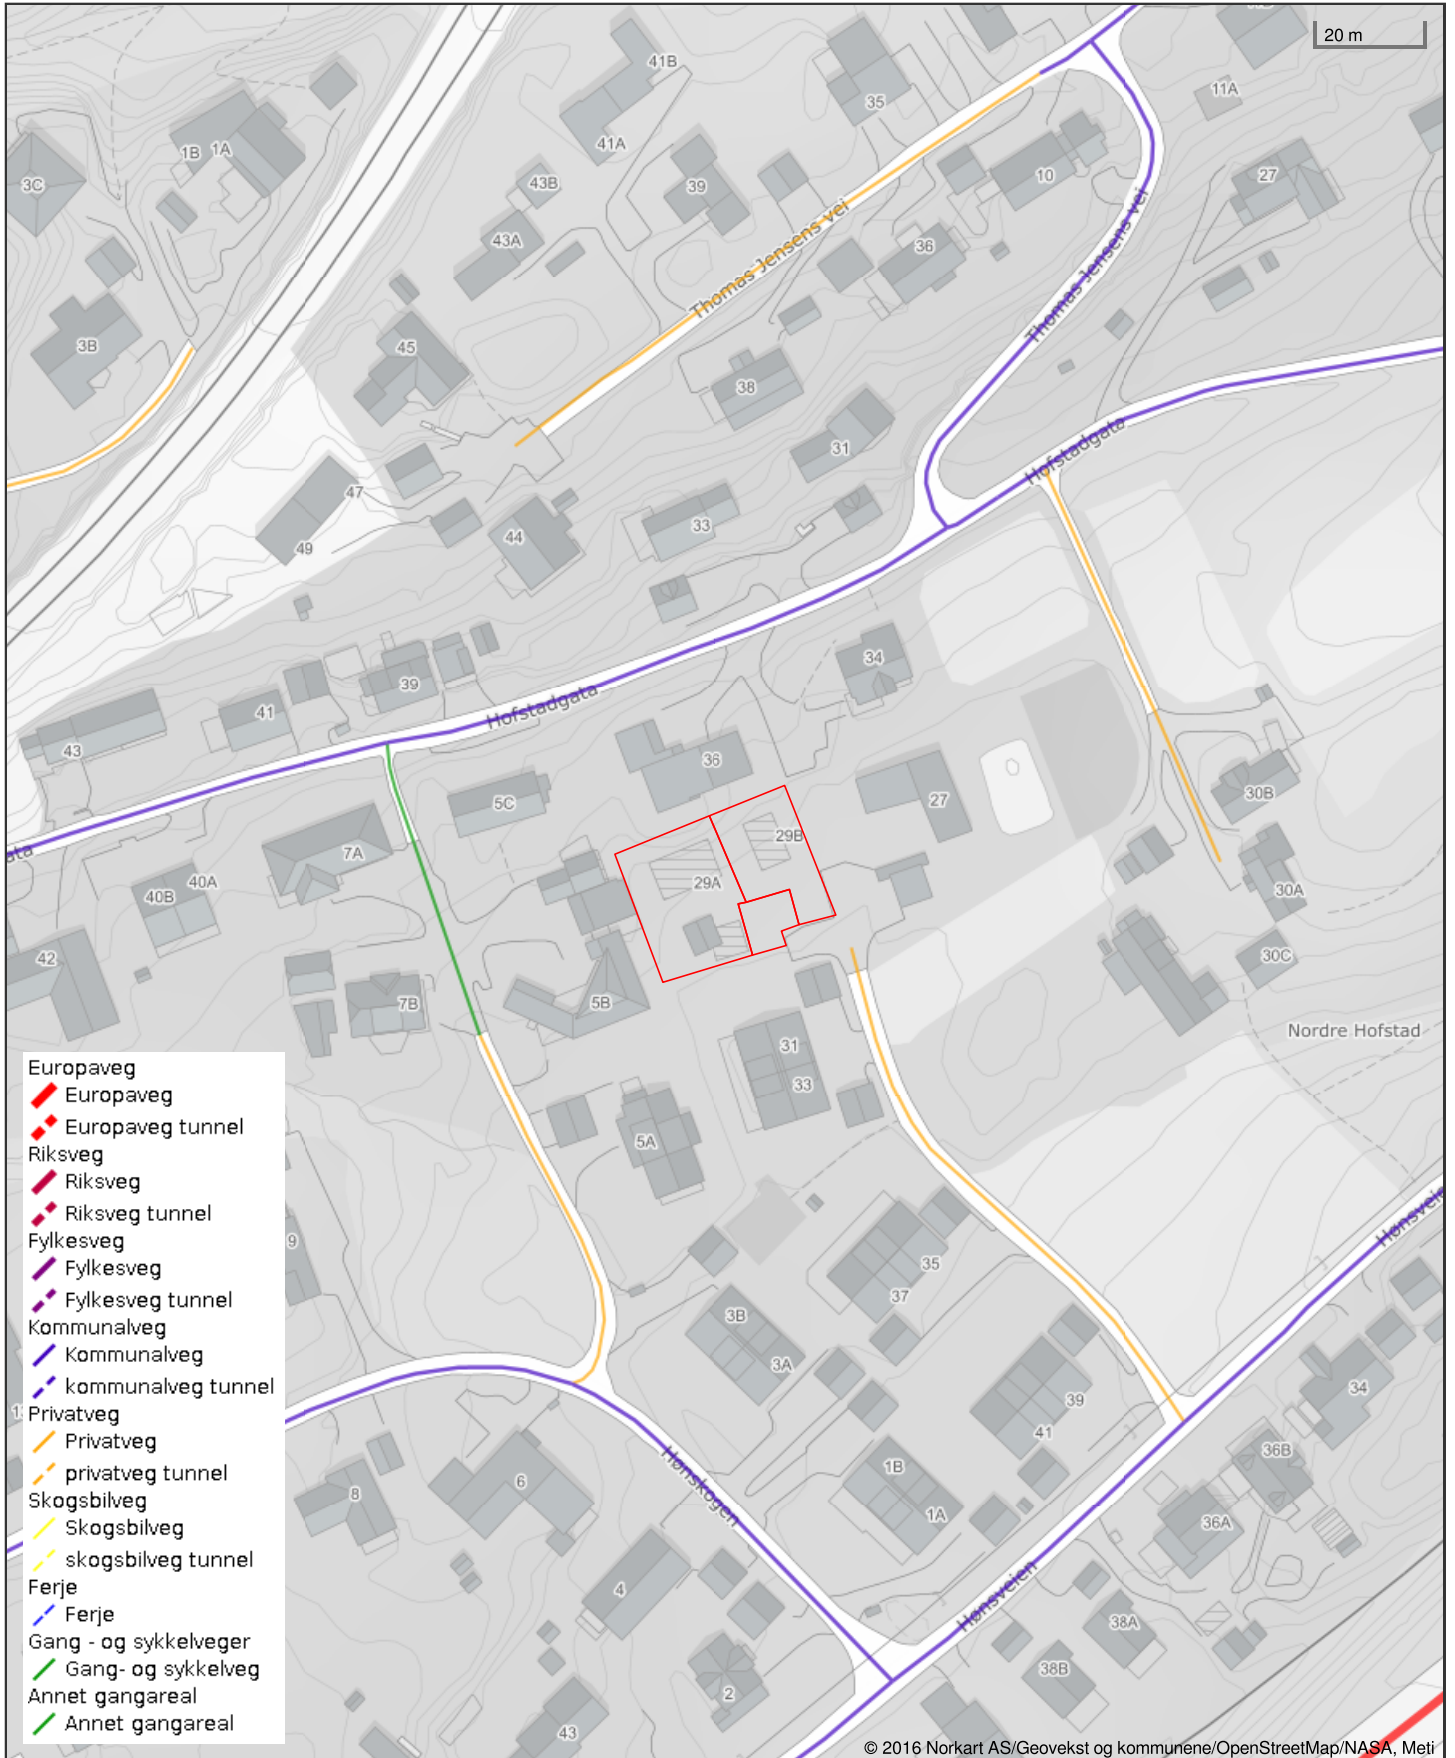 20 m
41B
35
11A
1B
1A
41A
3C
43B
39
10
27
Thomas Jensens vei
Thomas Jensens vei
43A
36
3B
45
38
31
Hofstadgata
47
33
44
49
34
39
Hofstadgata
41
43
36
5C
27
30B
29B
7A
29A
40A
40B
30A
42
30C
7B
5B
Nordre Hofstad
31
33
5A
9
35
37
3B
3A
34
39
41
36B
Hønskogen
1B
6
8
1A
36A
Hønsveien
4
38A
38B
2
43
Europaveg
Europaveg
Europaveg tunnel
Riksveg
Riksveg
Riksveg tunnel
Fylkesveg
Fylkesveg
Fylkesveg tunnel
Kommunalveg
Kommunalveg
kommunalveg tunnel
Privatveg
Privatveg
privatveg tunnel
Skogsbilveg
Skogsbilveg
skogsbilveg tunnel
Ferje
Ferje
Gang - og sykkelveger
Gang- og sykkelveg
Annet gangareal
Annet gangareal
© 2016 Norkart AS/Geovekst og kommunene/OpenStreetMap/NASA, Meti